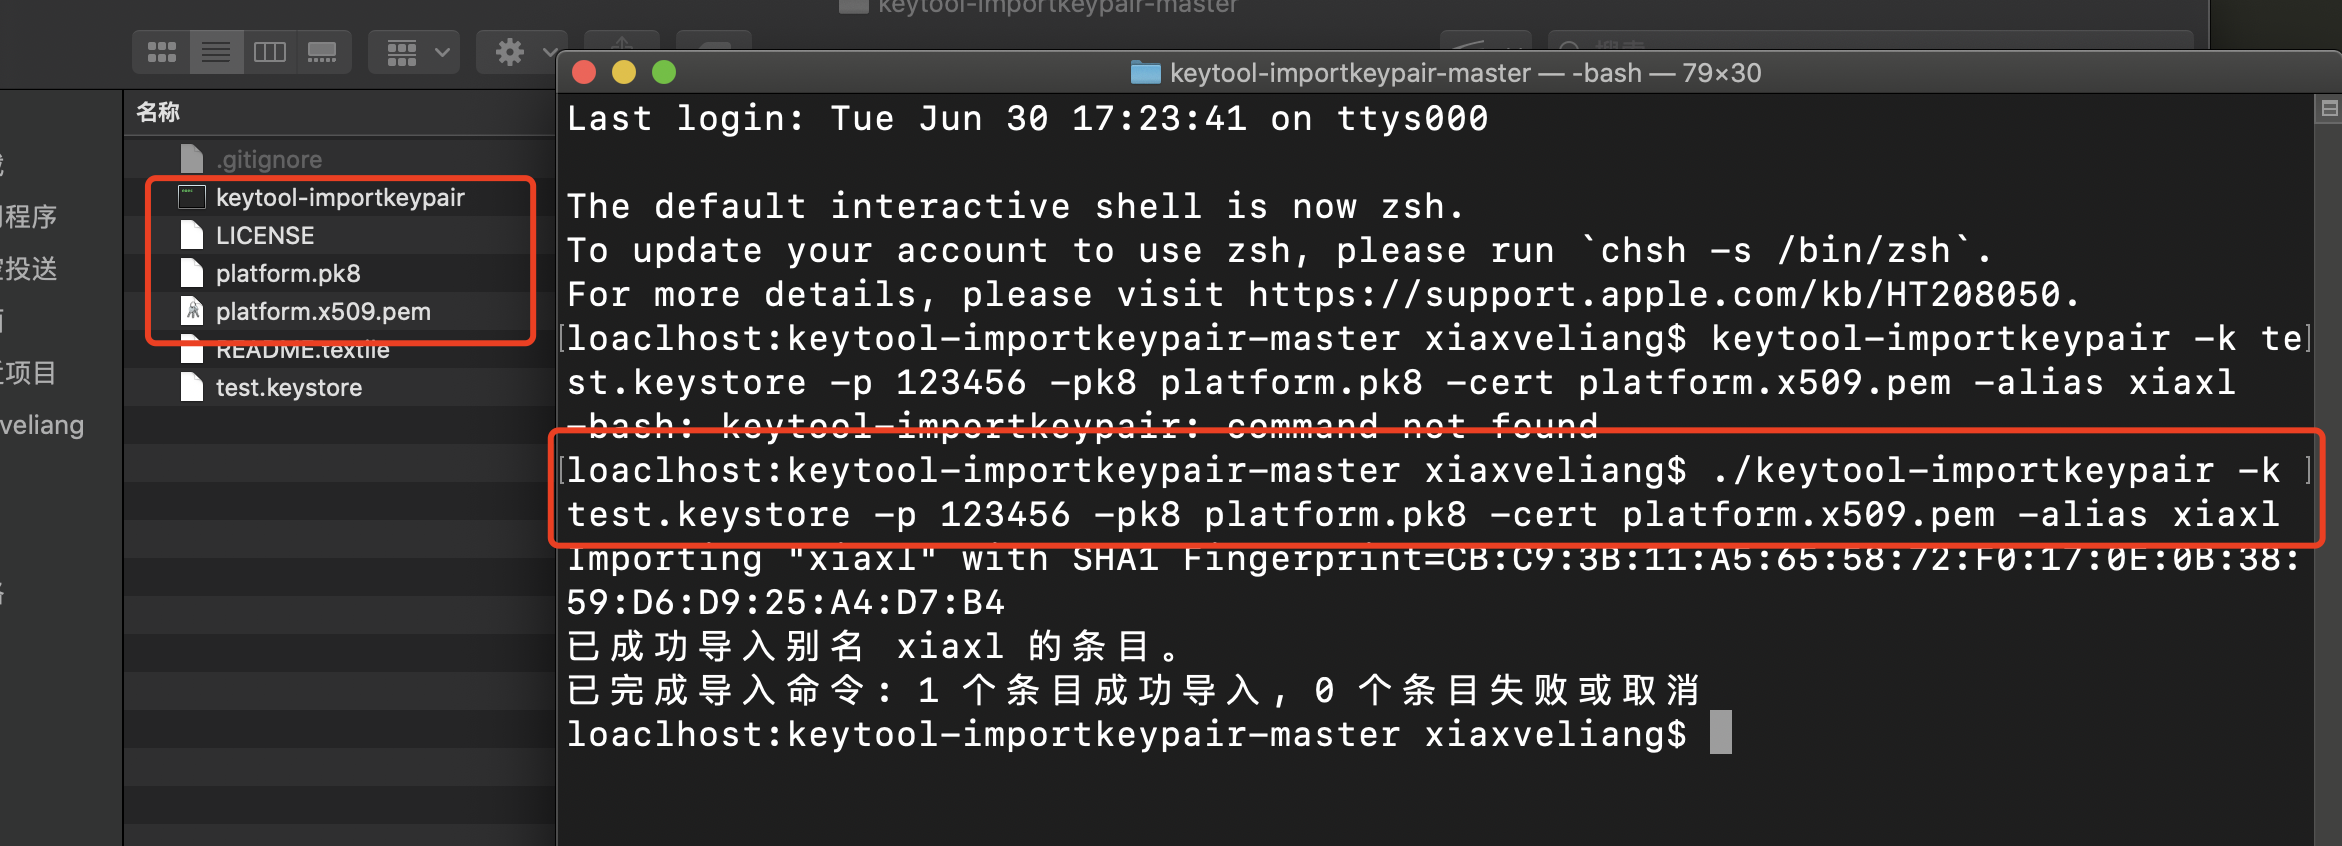 keytool-importkeypair-master
搜索
keytool-importkeypair-master — -bash — 79×30
名称
程序
投送
项目
veliang
.gitignore
keytool-importkeypair
LICENSE
platform.pk8
platform.x509.pem
README.textile
test.keystore
Last login: Tue Jun 30 17:23:41 on ttys000
The default interactive shell is now zsh.
To update your account to use zsh, please run `chsh -s /bin/zsh`.
For more details, please visit https://support.apple.com/kb/HT208050.
[loaclhost:keytool-importkeypair-master xiaxveliang$ keytool-importkeypair -k te]
st.keystore -p 123456 -pk8 platform.pk8 -cert platform.x509.pem -alias xiaxl
-bash: keytool-importkeypair: command not found
[loaclhost:keytool-importkeypair-master xiaxveliang$ ./keytool-importkeypair -k ]
test.keystore -p 123456 -pk8 platform.pk8 -cert platform.x509.pem -alias xiaxl
Importing "xiaxl" with SHA1 Fingerprint=CB:C9:3B:11:A5:65:58:72:F0:17:0E:0B:38:
59:D6:D9:25:A4:D7:B4
已成功导入别名 xiaxl 的条目。
已完成导入命令: 1 个条目成功导入, 0 个条目失败或取消
loaclhost:keytool-importkeypair-master xiaxveliang$